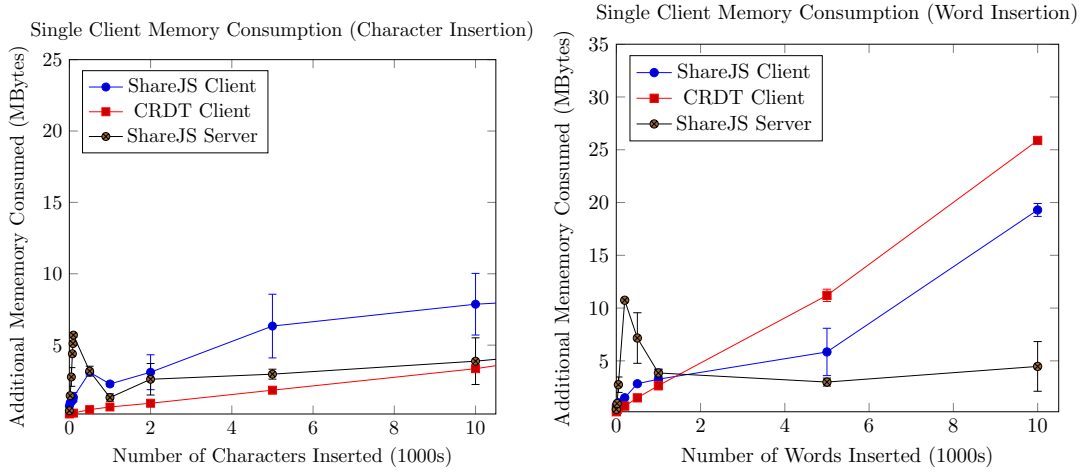 Single Client Memory Consumption (Character Insertion)
Additional Mememory Consumed (MBytes)
25
20
15
10
5
0 2 4 6 8 10
Number of Characters Inserted (1000s)
ShareJS Client
CRDT Client
ShareJS Server
Single Client Memory Consumption (Word Insertion)
Additional Mememory Consumed (MBytes)
35
30
25
20
15
10
5
0 2 4 6 8 10
Number of Words Inserted (1000s)
ShareJS Client
CRDT Client
ShareJS Server